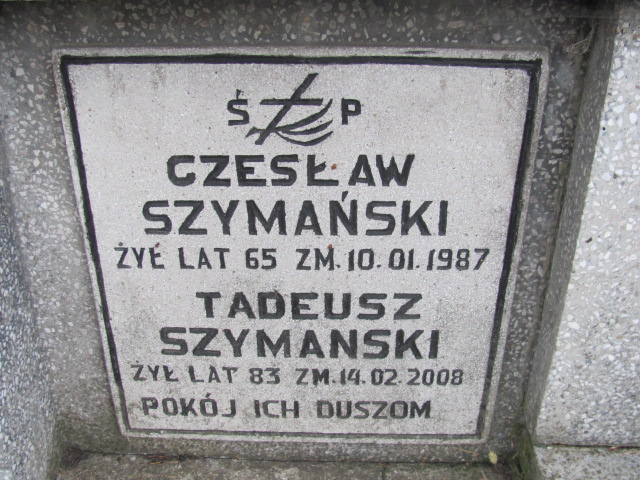 Ś P
CZESŁAW
SZYMAŃSKI
ŻYŁ LAT 65 ZM. 10.01.1987
TADEUSZ
SZYMANSKI
ŻYŁ LAT 83 ZM. 14.02.2008
POKÓJ ICH DUSZOM